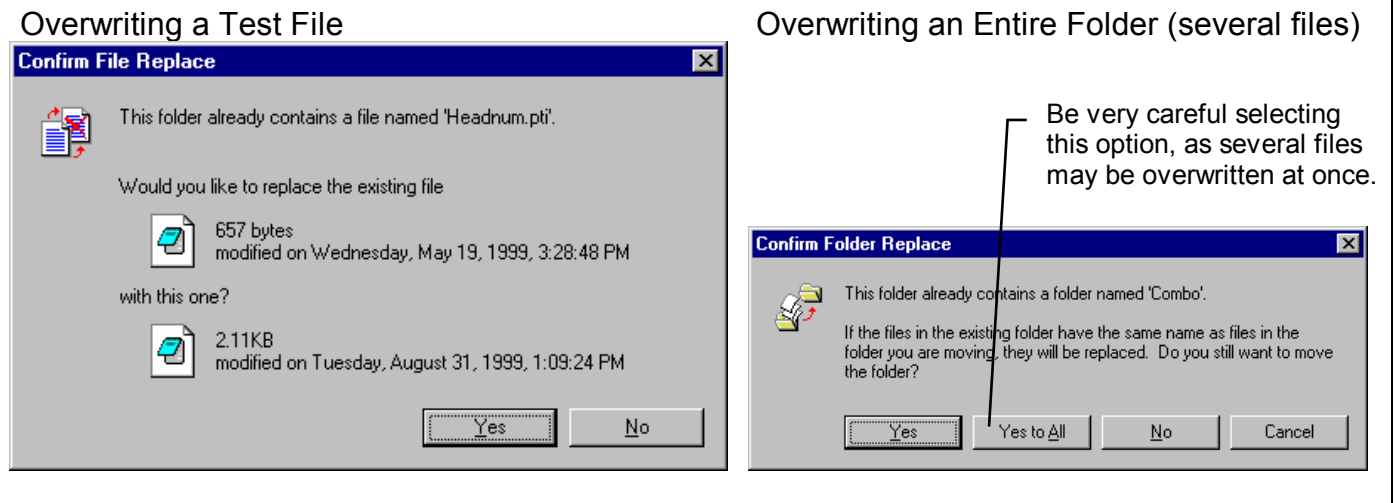 Overwriting a Test File
Confirm File Replace
This folder already contains a file named 'Headnum.pti'.
Would you like to replace the existing file
657 bytes
modified on Wednesday, May 19, 1999, 3:28:48 PM
with this one?
2.11KB
modified on Tuesday, August 31, 1999, 1:09:24 PM
Yes
No
Overwriting an Entire Folder (several files)
Be very careful selecting
this option, as several files
may be overwritten at once.
Confirm Folder Replace
This folder already contains a folder named 'Combo'.
If the files in the existing folder have the same name as files in the
folder you are moving, they will be replaced. Do you still want to move
the folder?
Yes
Yes to All
No
Cancel